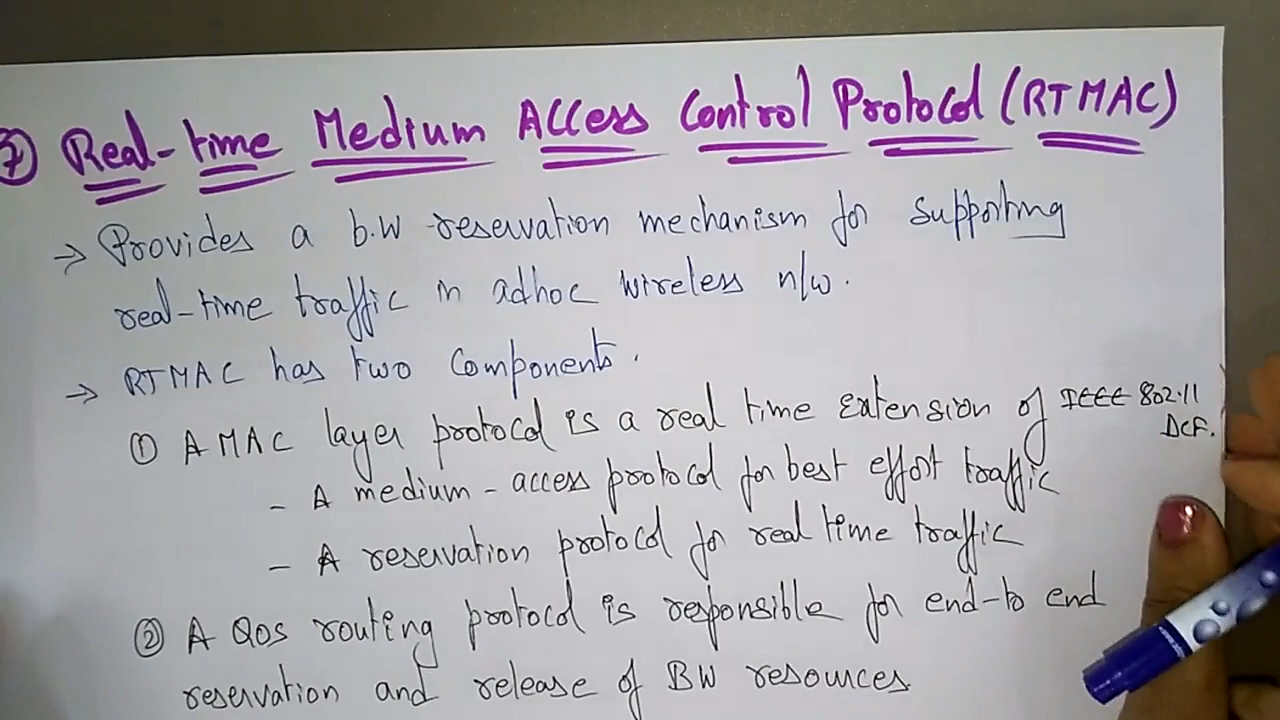 7) Real-time Medium Access Control Protocol (RTMAC)
→ Provides a b.w reservation mechanism for supporting
real-time traffic in adhoc wireless n/w.
→ RTMAC has two components.
① A MAC layer protocol is a real time extension of IEEE 802.11
DCF.
- A medium-access protocol for best effort traffic
- A reservation protocol for real time traffic
② A QoS routing protocol is responsible for end-to end
reservation and release of BW resources